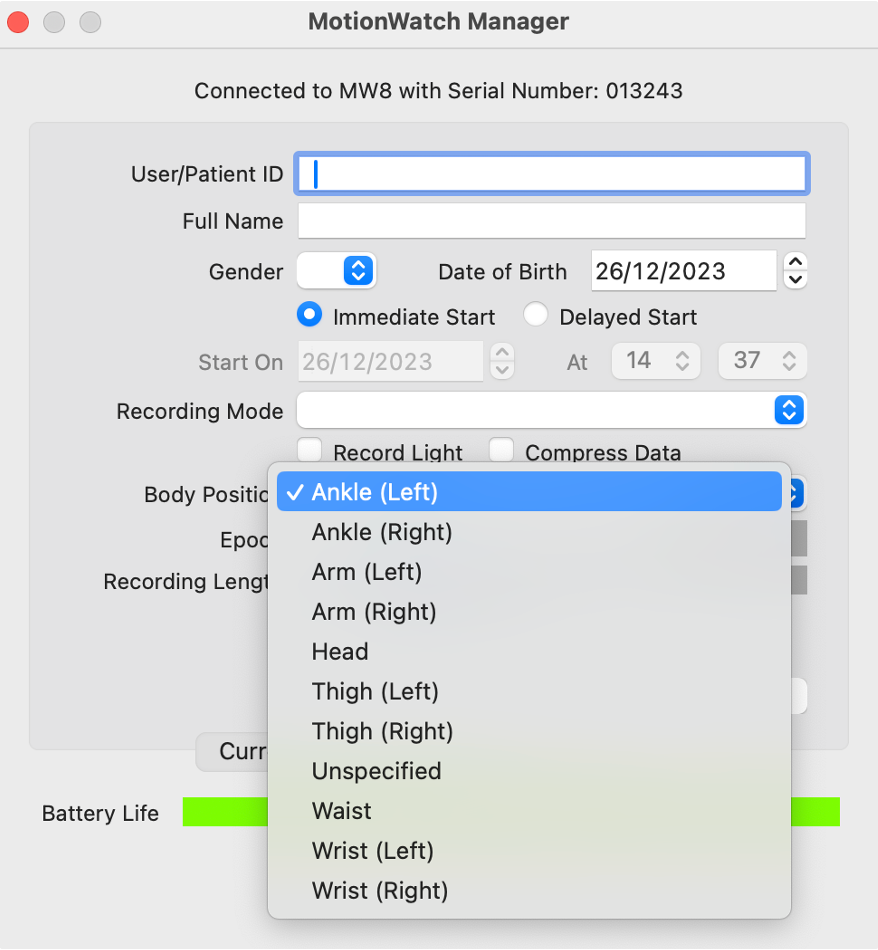 MotionWatch Manager
Connected to MW8 with Serial Number: 013243
User/Patient ID
Full Name
Gender Date of Birth 26/12/2023
Immediate Start Delayed Start
Start On 26/12/2023 At 14 37
Recording Mode
Record Light Compress Data
Body Positio
Ankle (Left)
Ankle (Right)
Epoc
Arm (Left)
Recording Lengt
Arm (Right)
Head
Thigh (Left)
Thigh (Right)
Curr
Unspecified
Waist
Battery Life
Wrist (Left)
Wrist (Right)